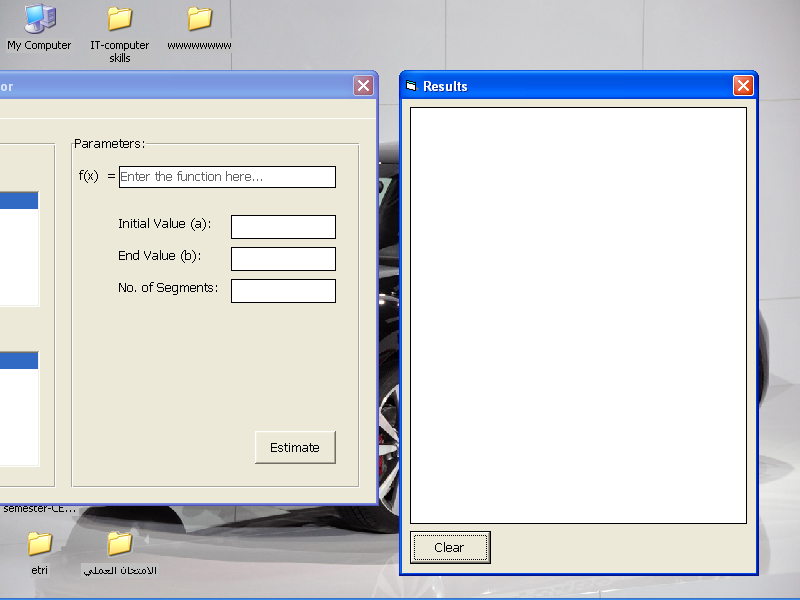 My Computer
IT-computer
skills
wwwwwwwww
or
Results
Parameters:
f(x) =
Enter the function here...
Initial Value (a):
End Value (b):
No. of Segments:
Estimate
semester-CE...
Clear
etri
الامتحان العملي